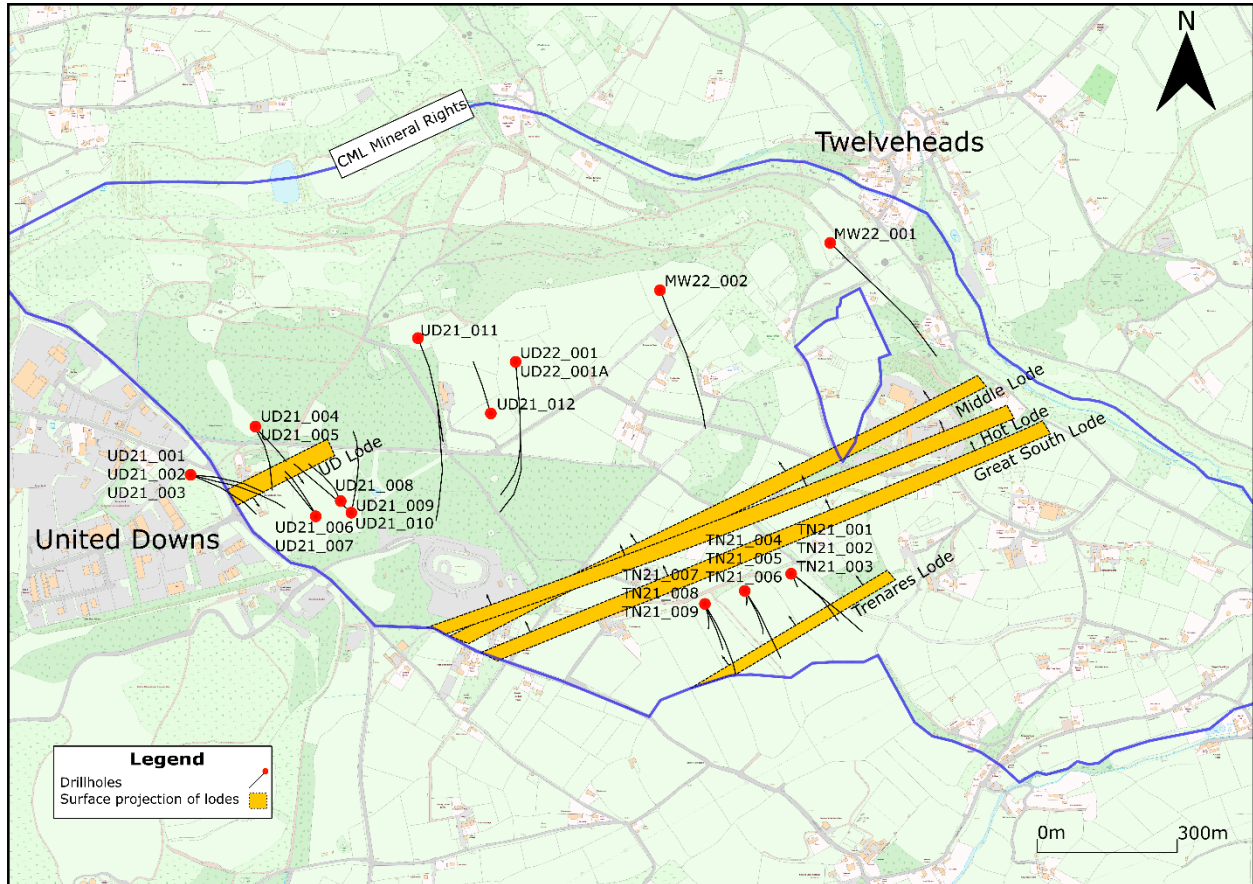 N
CML Mineral Rights
Twelveheads
MW22_001
MW22_002
UD21_011
UD22_001
UD22_001A
UD21_012
UD21_004
UD21_005
UD Lode
UD21_001
UD21_002
UD21_003
UD21_008
UD21_009
UD21_010
UD21_006
UD21_007
United Downs
Middle Lode
Hot Lode
Great South Lode
TN21_001
TN21_002
TN21_003
TN21_004
TN21_005
TN21_006
TN21_007
TN21_008
TN21_009
Trenares Lode
Legend
Drillholes
Surface projection of lodes
0m 300m